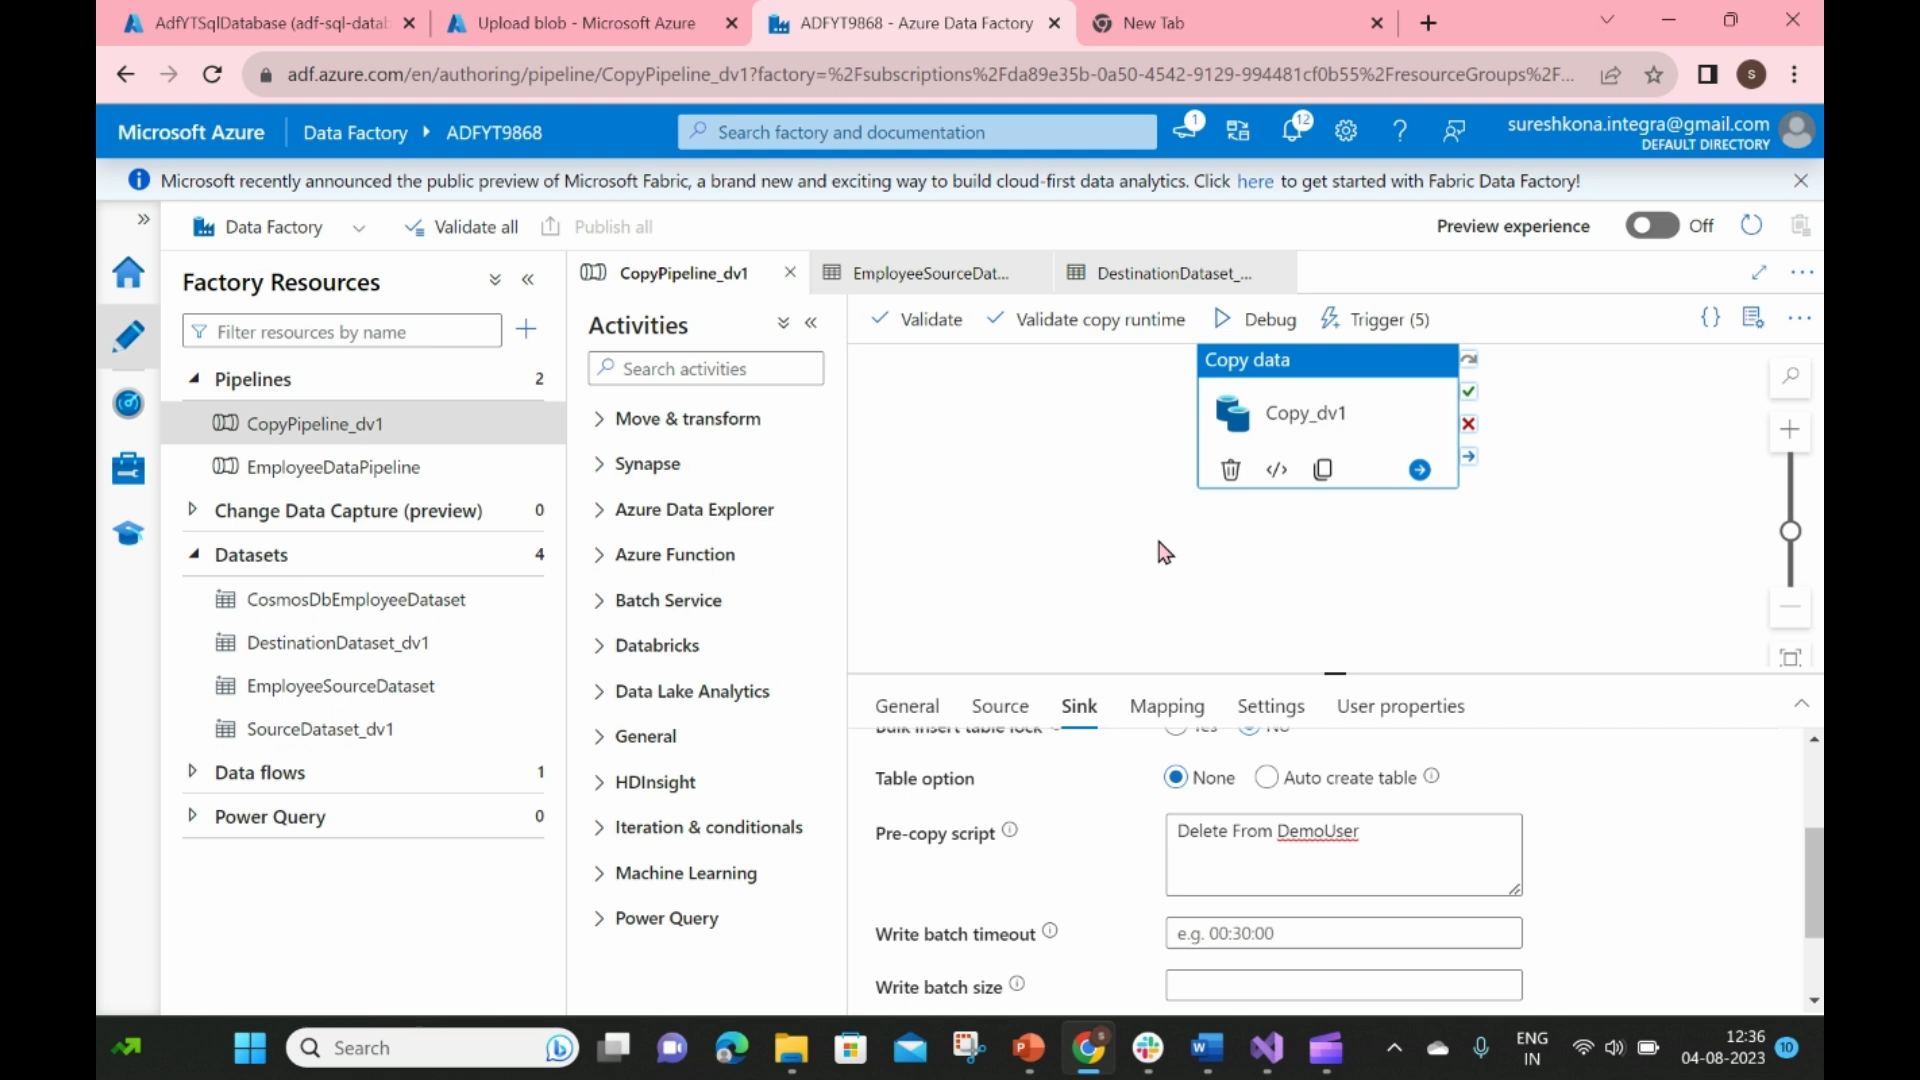 AdfYTSqlDatabase (adf-sql-datab
Upload blob - Microsoft Azure
ADFYT9868 - Azure Data Factory
New Tab
adf.azure.com/en/authoring/pipeline/CopyPipeline_dv1?factory=%2Fsubscriptions%2Fda89e35b-0a50-4542-9129-994481cf0b55%2FresourceGroups%2F...
S
Microsoft Azure
Data Factory
ADFYT9868
Search factory and documentation
1
12
sureshkona.integra@gmail.com
DEFAULT DIRECTORY
Microsoft recently announced the public preview of Microsoft Fabric, a brand new and exciting way to build cloud-first data analytics. Click here to get started with Fabric Data Factory!
Data Factory
Validate all
Publish all
Preview experience
Off
Factory Resources
CopyPipeline_dv1
EmployeeSourceDat...
DestinationDataset_...
Filter resources by name
Activities
Validate
Validate copy runtime
Debug
Trigger (5)
Pipelines 2
CopyPipeline_dv1
EmployeeDataPipeline
Change Data Capture (preview) 0
Datasets 4
CosmosDbEmployeeDataset
DestinationDataset_dv1
EmployeeSourceDataset
SourceDataset_dv1
Data flows 1
Power Query 0
Search activities
Move & transform
Synapse
Azure Data Explorer
Azure Function
Batch Service
Databricks
Data Lake Analytics
General
HDInsight
Iteration & conditionals
Machine Learning
Power Query
Copy data
Copy_dv1
General
Source
Sink
Mapping
Settings
User properties
Bulk insert table lock
Yes
No
Table option
None
Auto create table
Pre-copy script
Delete From DemoUser
Write batch timeout
e.g. 00:30:00
Write batch size
Search
ENG
IN
12:36
04-08-2023
10